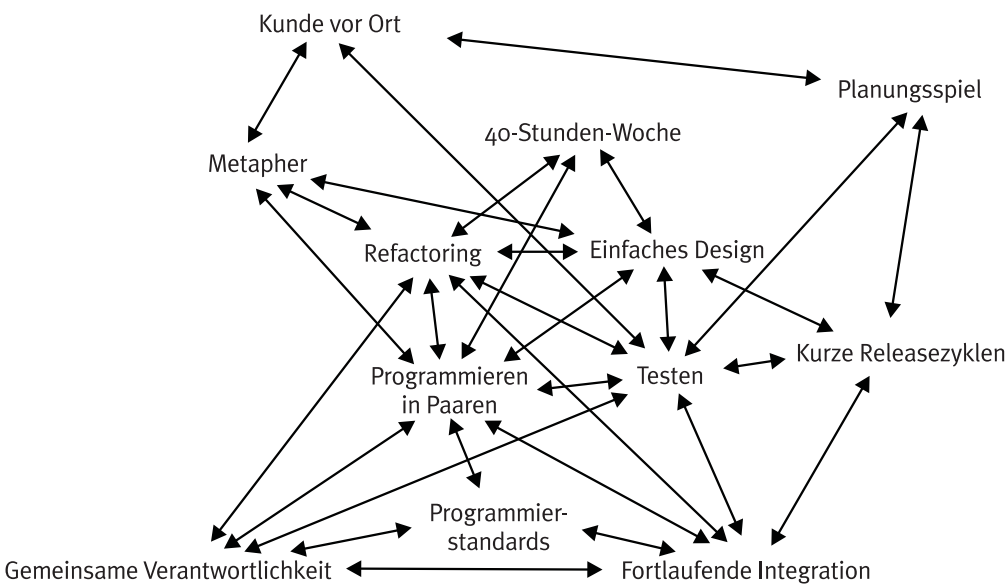 Kunde vor Ort
Planungsspiel
40-Stunden-Woche
Metapher
Refactoring
Einfaches Design
Kurze Releasezyklen
Programmieren
in Paaren
Testen
Programmier-
standards
Gemeinsame Verantwortlichkeit
Fortlaufende Integration